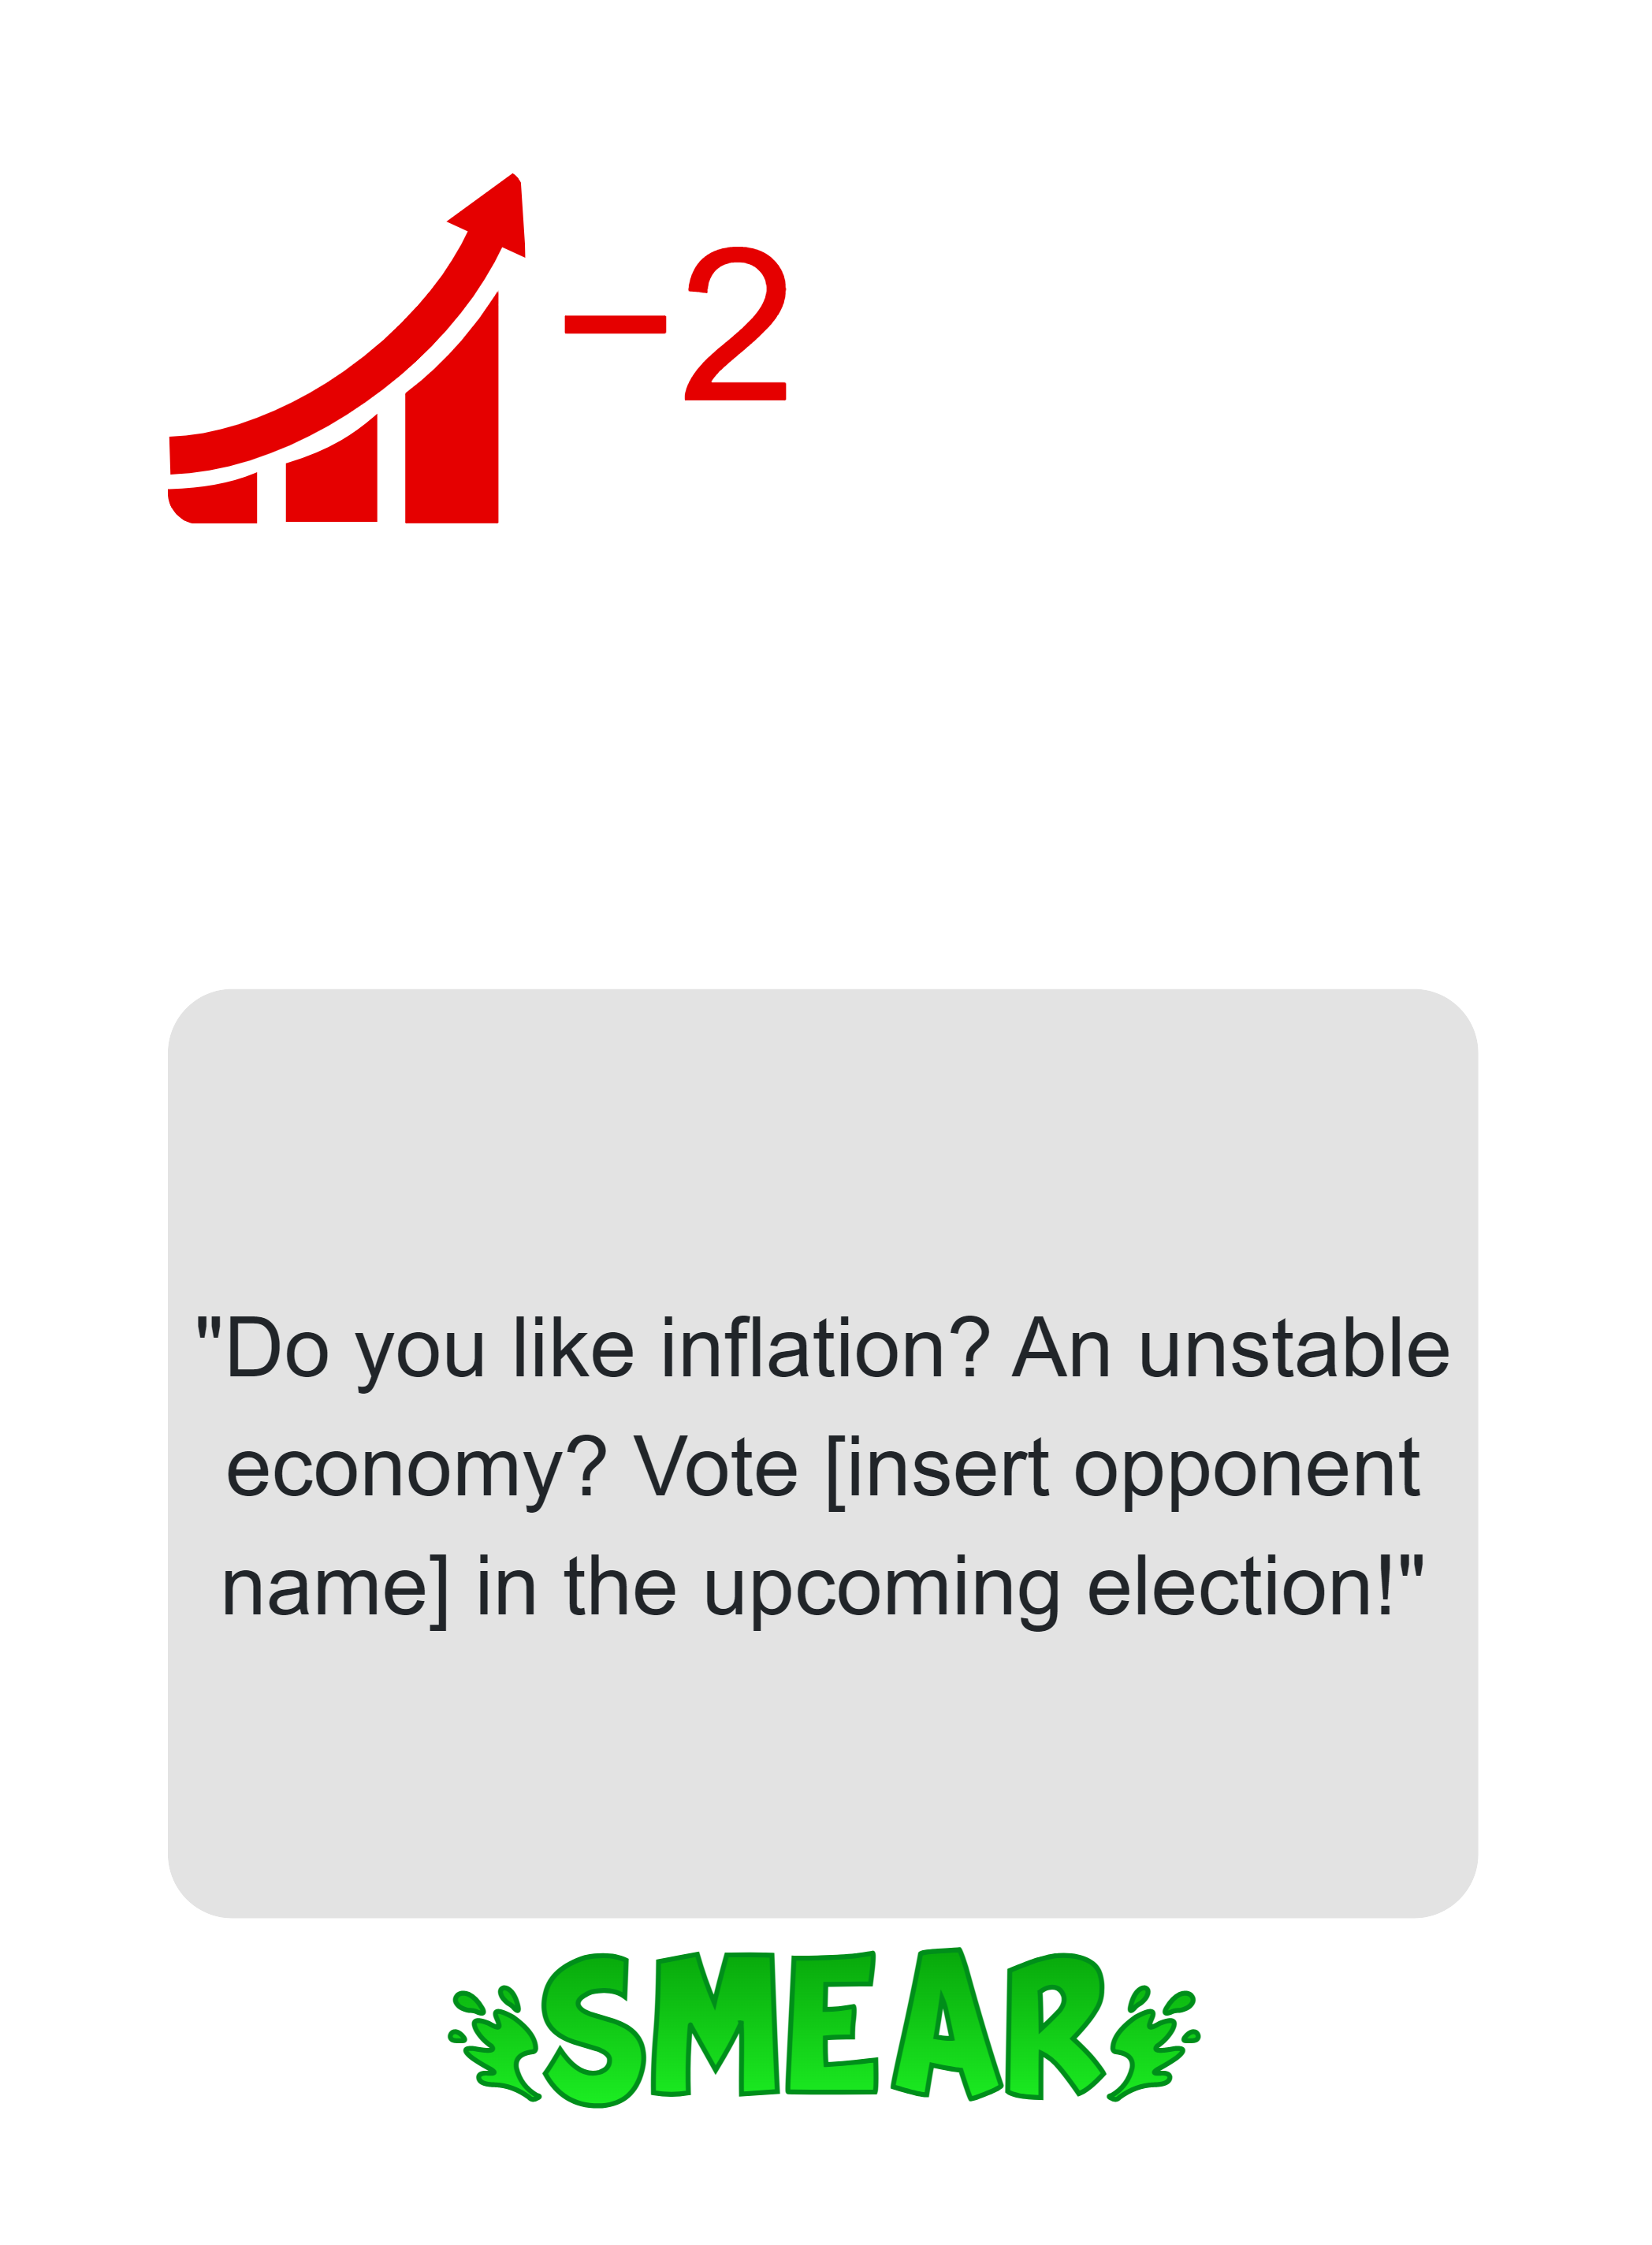 −2
"Do you like inflation? An unstable
economy? Vote [insert opponent
name] in the upcoming election!"
SMEAR